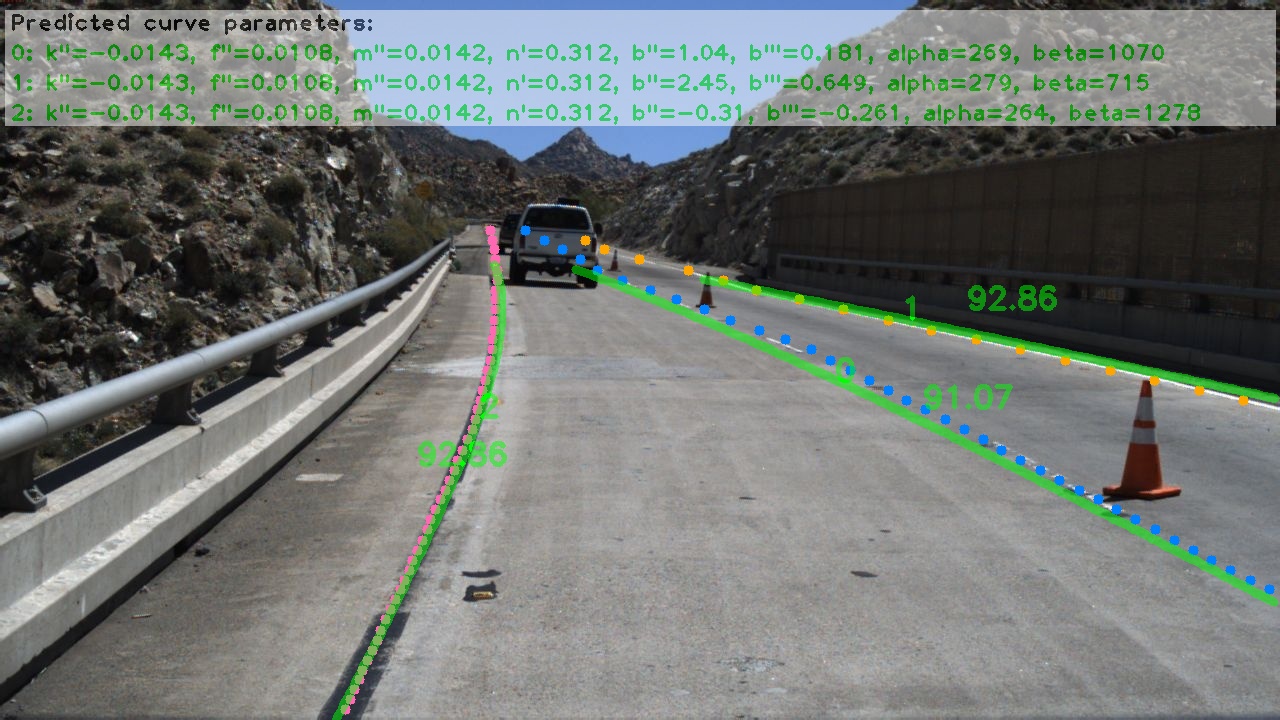 Predicted curve parameters:
0: k''=-0.0143, f''=0.0108, m''=0.0142, n'=0.312, b''=1.04, b'''=0.181, alpha=269, beta=1070
1: k''=-0.0143, f''=0.0108, m''=0.0142, n'=0.312, b''=2.45, b'''=0.649, alpha=279, beta=715
2: k''=-0.0143, f''=0.0108, m''=0.0142, n'=0.312, b''=-0.31, b'''=-0.261, alpha=264, beta=1278
1 92.86
0 91.07
2
92.86